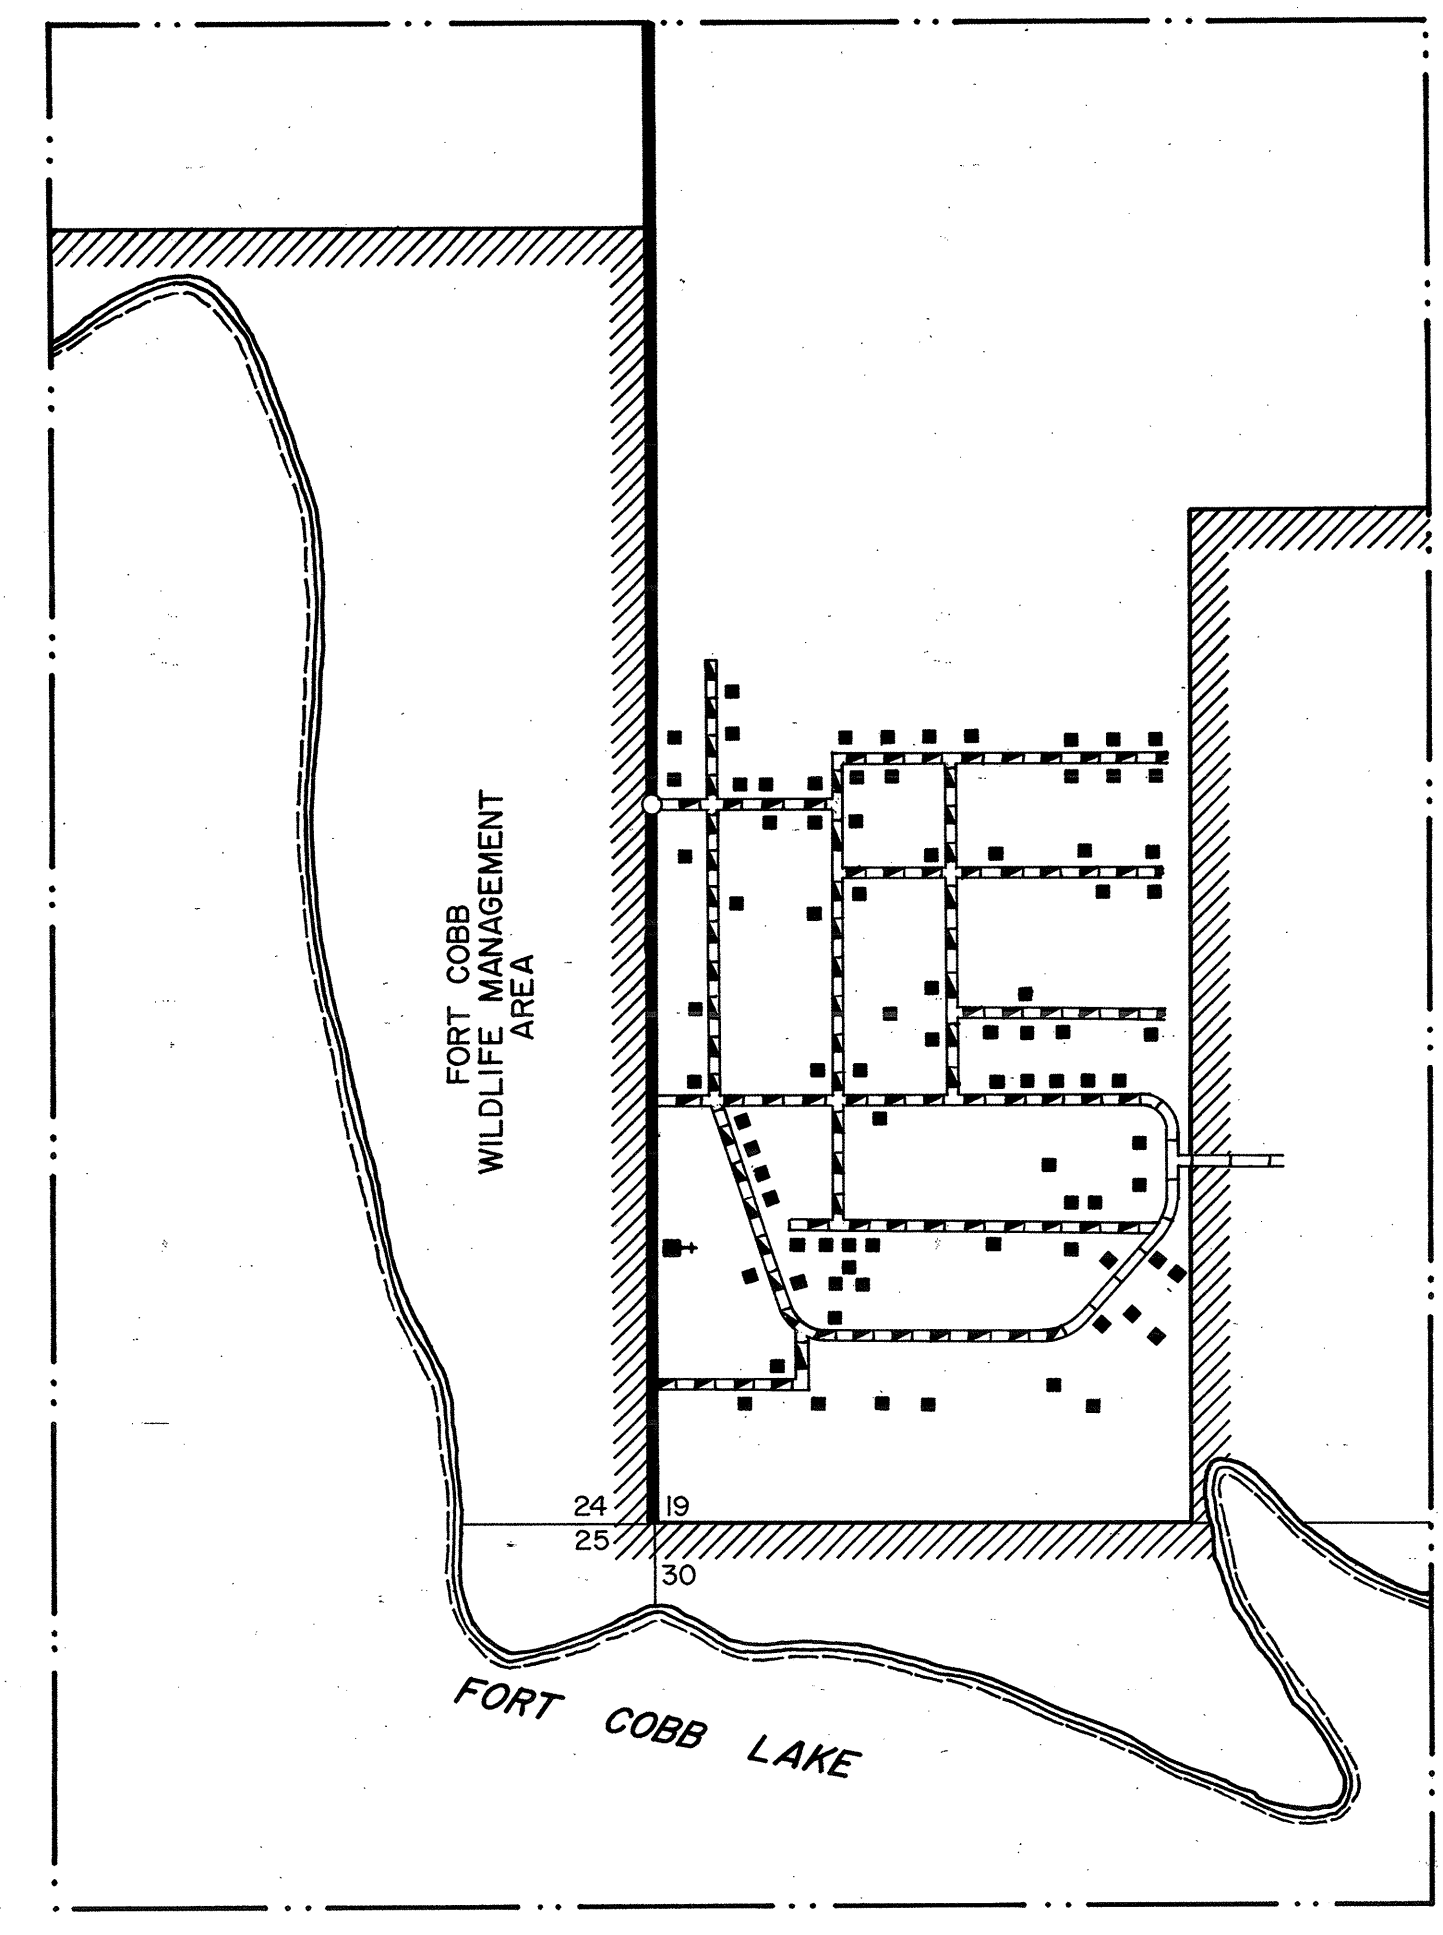 FORT COBB
WILDLIFE MANAGEMENT
AREA
24 19
25
30
FORT COBB LAKE